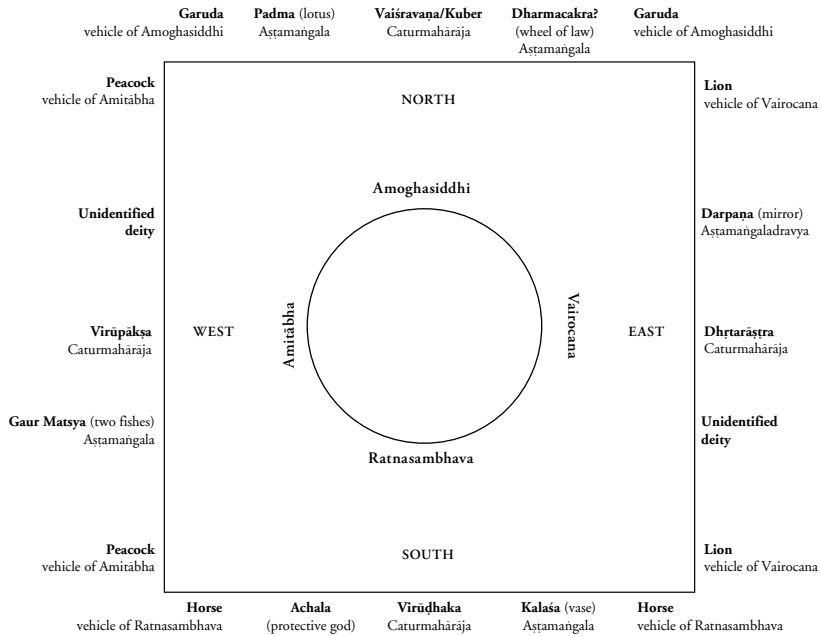 Garuda
vehicle of Amoghasiddhi
Padma (lotus)
Aṣṭamaṅgala
Vaiśravaṇa/Kuber
Caturmahārāja
Dharmacakra?
(wheel of law)
Aṣṭamaṅgala
Garuda
vehicle of Amoghasiddhi
Peacock
vehicle of Amitābha
NORTH
Lion
vehicle of Vairocana
Amoghasiddhi
Unidentified
deity
Darpaṇa (mirror)
Aṣṭamaṅgaladravya
Virūpākṣa
Caturmahārāja
WEST
Amitābha
Vairocana
EAST
Dhṛtarāṣṭra
Caturmahārāja
Gaur Matsya (two fishes)
Aṣṭamaṅgala
Unidentified
deity
Ratnasambhava
Peacock
vehicle of Amitābha
SOUTH
Lion
vehicle of Vairocana
Horse
vehicle of Ratnasambhava
Achala
(protective god)
Virūḍhaka
Caturmahārāja
Kalaśa (vase)
Aṣṭamaṅgala
Horse
vehicle of Ratnasambhava